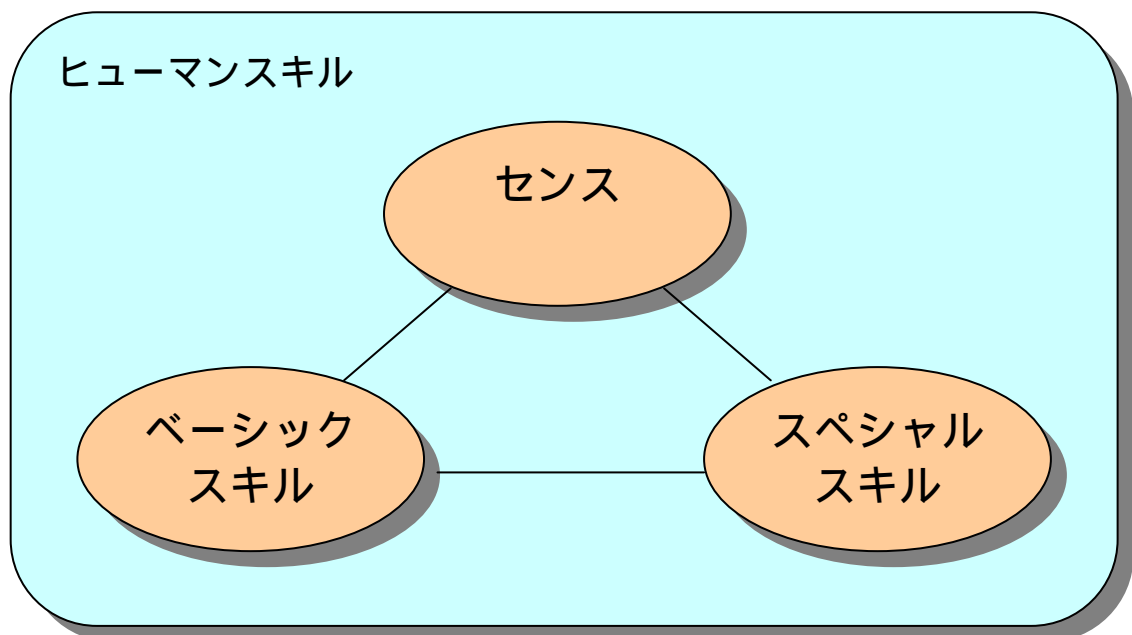 ヒューマンスキル
センス
ベーシック
スキル
スペシャル
スキル